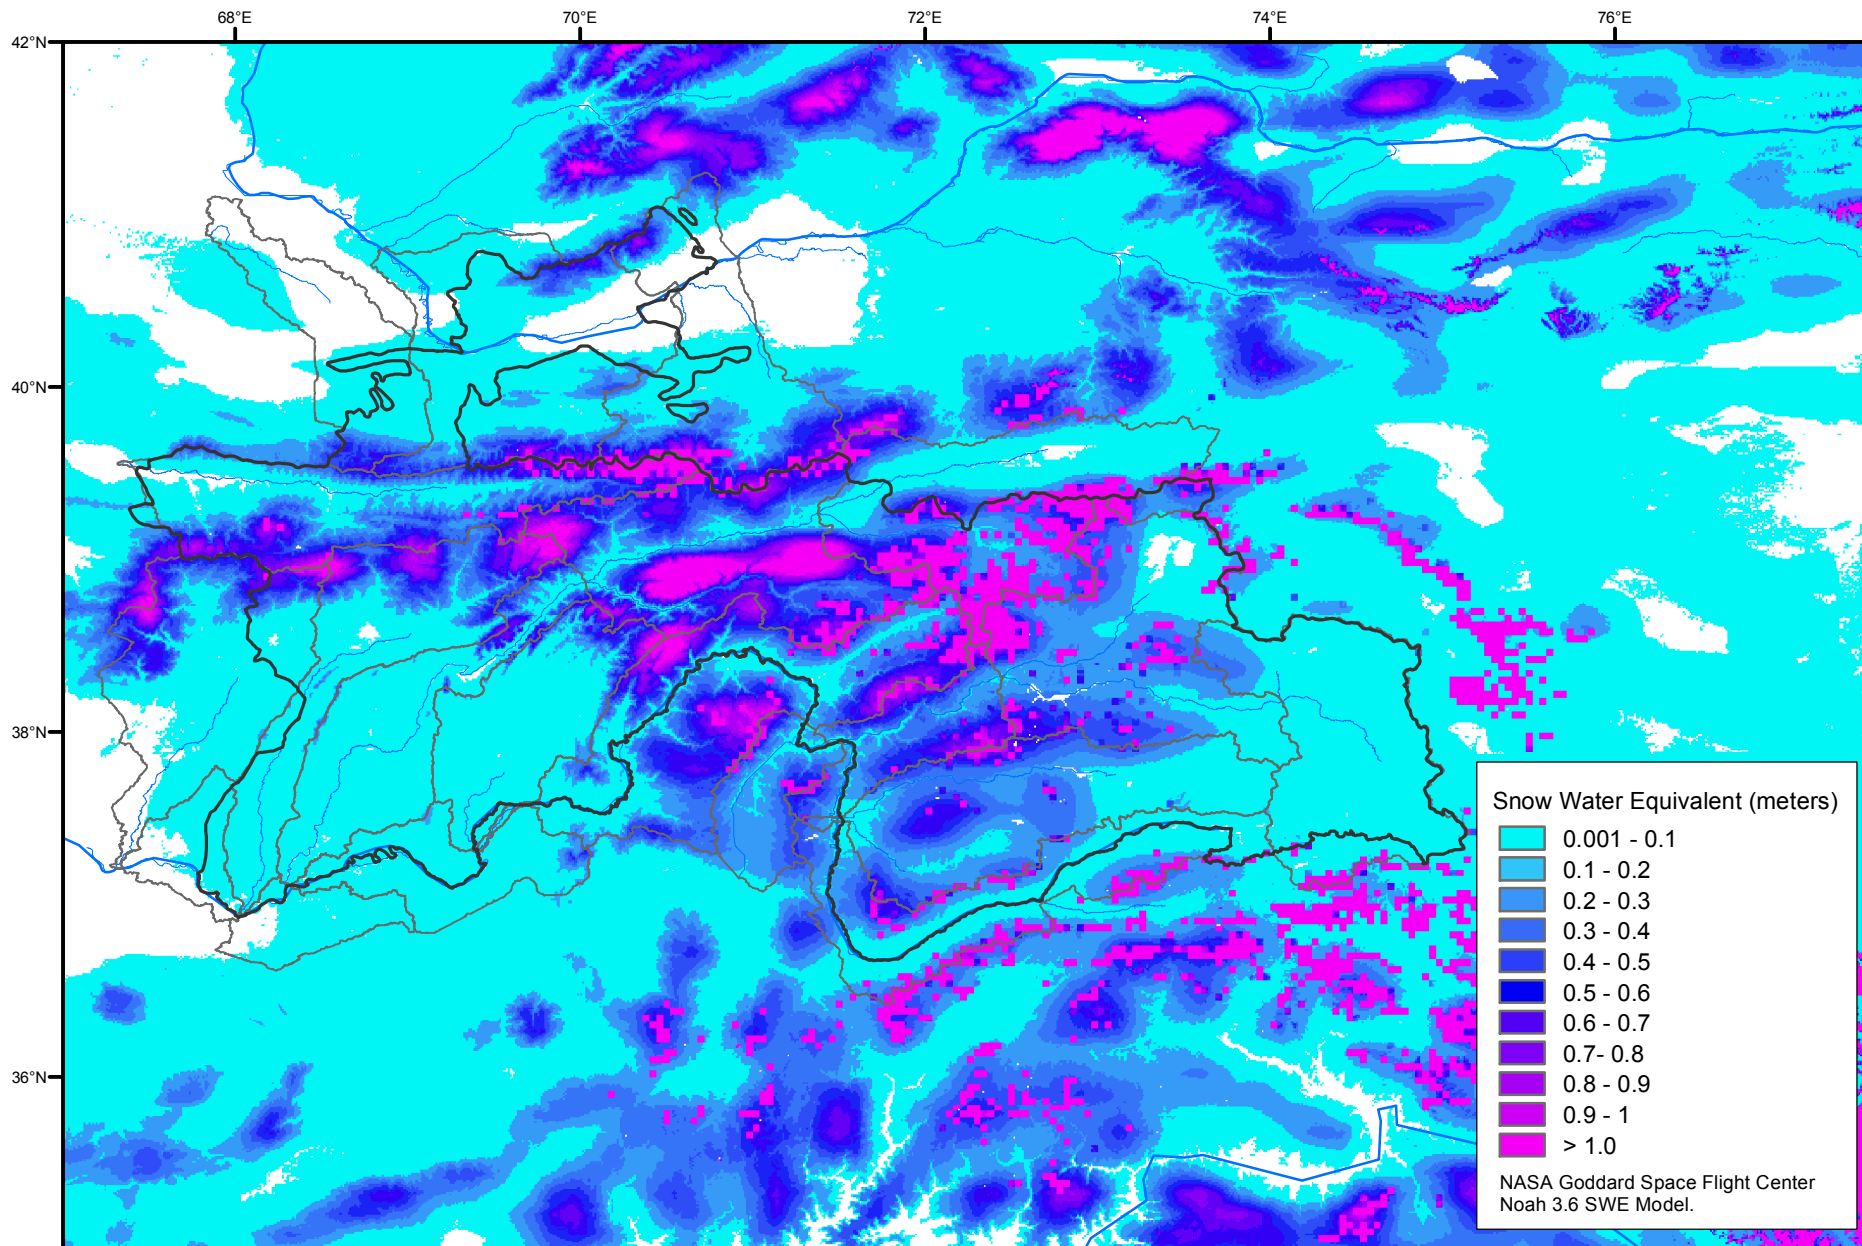 68°E 70°E 72°E 74°E 76°E
42°N
40°N
38°N
36°N
Snow Water Equivalent (meters)
0.001 - 0.1
0.1 - 0.2
0.2 - 0.3
0.3 - 0.4
0.4 - 0.5
0.5 - 0.6
0.6 - 0.7
0.7- 0.8
0.8 - 0.9
0.9 - 1
> 1.0
NASA Goddard Space Flight Center
Noah 3.6 SWE Model.